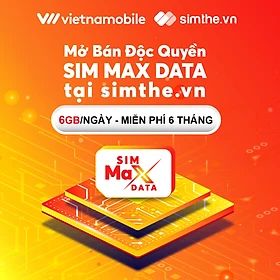 vietnamobile simthe.vn
Mở Bán Độc Quyền
SIM MAX DATA
tại simthe.vn
6GB/NGÀY - MIỄN PHÍ 6 THÁNG
SIM
MaX
DATA